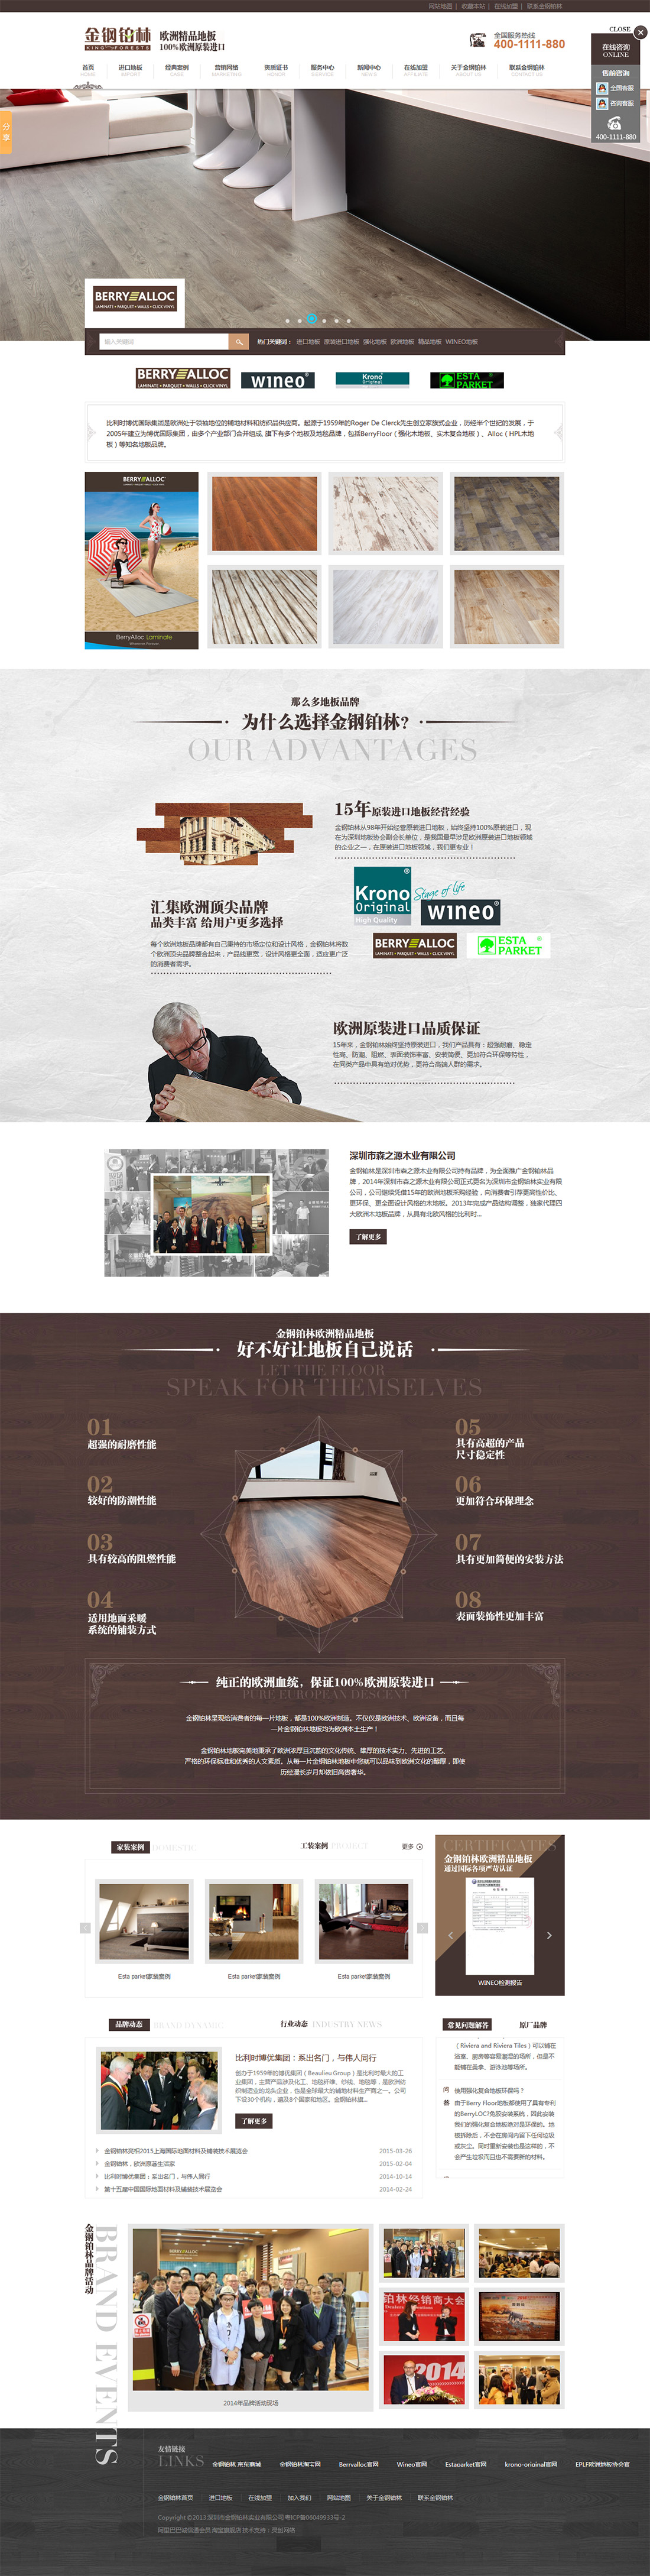 网站地图 | 收藏本站 | 在线加盟 | 联系金钢铂林
金钢铂林
KING FORESTS
欧洲精品地板
100%欧洲原装进口
全国服务热线
400-1111-880
首页 进口地板 经典案例 营销网络 资质证书 服务中心 新闻中心 在线加盟 关于金钢铂林 联系金钢铂林
HOME IMPORT CASE MARKETING HONOR SERVICE NEWS AFFILIATE ABOUT US CONTACT US
CLOSE
在线咨询
ONLINE
售前咨询
全国客服
咨询客服
400-1111-880
分享
BERRY ALLOC
LAMINATE • PARQUET • WALLS • CLICK VINYL
输入关键词
热门关键词： 进口地板 原装进口地板 强化地板 欧洲地板 精品地板 WINEO地板
BERRY ALLOC
LAMINATE • PARQUET • WALLS • CLICK VINYL
wineo
Krono Original
ESTA PARKET
比利时博优国际集团是欧洲处于领袖地位的铺地材料和纺织品供应商。起源于1959年的Roger De Clerck先生创立家族式企业，历经半个世纪的发展，于
2005年建立为博优国际集团，由多个产业部门合并组成, 旗下有多个地板及地毯品牌，包括BerryFloor（强化木地板、实木复合地板）、Alloc（HPL木地
板）等知名地板品牌。
BERRY ALLOC
BerryAlloc Laminate
那么多地板品牌
为什么选择金钢铂林?
OUR ADVANTAGES
15年原装进口地板经营经验
金钢铂林从98年开始经营原装进口地板，始终坚持100%原装进口，现
在为深圳地板协会副会长单位，是我国最早涉足欧洲原装进口地板领域
的企业之一，在原装进口地板领域，我们更专业！
Krono Original
High Quality
Stage of life
wineo
汇集欧洲顶尖品牌
品类丰富 给用户更多选择
每个欧洲地板品牌都有自己秉持的市场定位和设计风格，金钢铂林将数
个欧洲顶尖品牌整合起来，产品线更宽，设计风格更全面，适应更广泛
的消费者需求。
BERRY ALLOC
LAMINATE • PARQUET • WALLS • CLICK VINYL
ESTA PARKET
欧洲原装进口品质保证
15年来，金钢铂林始终坚持原装进口，我们产品具有：超强耐磨、稳定
性高、防潮、阻燃、表面装饰丰富、安装简便、更加符合环保等特性，
在同类产品中具有绝对优势，更符合高端人群的需求。
深圳市森之源木业有限公司
金钢铂林是深圳市森之源木业有限公司持有品牌，为全面推广金钢铂林品
牌，2014年深圳市森之源木业有限公司正式更名为深圳市金钢铂林实业有限
公司，公司继续凭借15年的欧洲地板采购经验，向消费者引荐更高性价比、
更环保、更全面设计风格的木地板。2013年完成产品结构调整，独家代理四
大欧洲木地板品牌，从具有北欧风格的比利时...
了解更多
金钢铂林欧洲精品地板
好不好让地板自己说话
LET THE FLOOR
SPEAK FOR THEMSELVES
01
超强的耐磨性能
02
较好的防潮性能
03
具有较高的阻燃性能
04
适用地面采暖
系统的铺装方式
05
具有高超的产品
尺寸稳定性
06
更加符合环保理念
07
具有更加简便的安装方法
08
表面装饰性更加丰富
纯正的欧洲血统，保证100%欧洲原装进口
PURE EUROPEAN DESCENT
金钢铂林呈现给消费者的每一片地板，都是100%欧洲制造。不仅仅是欧洲技术、欧洲设备，而且每
一片金钢铂林地板均为欧洲本土生产！
金钢铂林地板完美地秉承了欧洲浓厚且沉韵的文化传统、雄厚的技术实力、先进的工艺、
严格的环保标准和优秀的人文素质。从每一片金钢铂林地板中您就可以品味到欧洲文化的醇厚，即使
历经漫长岁月却依旧高贵奢华。
家装案例 DOMESTIC
工装案例 PROJECT
更多
Esta parket家装案例
Esta parket家装案例
Esta parket家装案例
CERTIFICATES
金钢铂林欧洲精品地板
通过国际各项严苛认证
WINEO检测报告
品牌动态 BRAND DYNAMIC
行业动态 INDUSTRY NEWS
比利时博优集团：系出名门，与伟人同行
创办于1959年的博优集团（Beaulieu Group）是比利时最大的工
业集团，主营产品涉及化工、地毯纤维、纱线、地毯等，是欧洲纺
织制造业的龙头企业，也是全球最大的铺地材料生产商之一。公司
下设30个机构，遍及8个国家和地区。金钢铂林旗...
了解更多
金钢铂林亮相2015上海国际地面材料及铺装技术展览会 2015-03-26
金钢铂林，欧洲原著生活家 2015-02-04
比利时博优集团：系出名门，与伟人同行 2014-10-14
第十五届中国国际地面材料及铺装技术展览会 2014-02-24
常见问题解答
原厂品牌
（Riviera and Riviera Tiles）可以铺在
浴室、厨房等容易潮湿的场所，但是不
能铺在桑拿、游泳池等场所。
问 使用强化复合地板环保吗？
答 由于Berry Floor地板都使用了具有专利
的BerryLOC?免胶安装系统，因此安装
我们的强化复合地板绝对是环保的。地
板拆除后，不会在房间内留下任何垃圾
或灰尘。同时重新安装也是这样的，不
会产生垃圾而且也不需要新的材料。
金钢铂林品牌活动
BRAND EVENTS
BERRY ALLOC
2014年品牌活动现场
铂林经销商大会
2014
友情链接
LINKS
金钢铂林 京东商城 金钢铂林淘宝网 Berryalloc官网 Wineo官网 Estaparket官网 krono-original官网 EPLF欧洲地板协会官
金钢铂林首页 进口地板 在线加盟 加入我们 网站地图 关于金钢铂林 联系金钢铂林
Copyright ©2013 深圳市金钢铂林实业有限公司 粤ICP备06049933号-2
阿里巴巴诚信通会员 淘宝旗舰店 技术支持：灵创网络